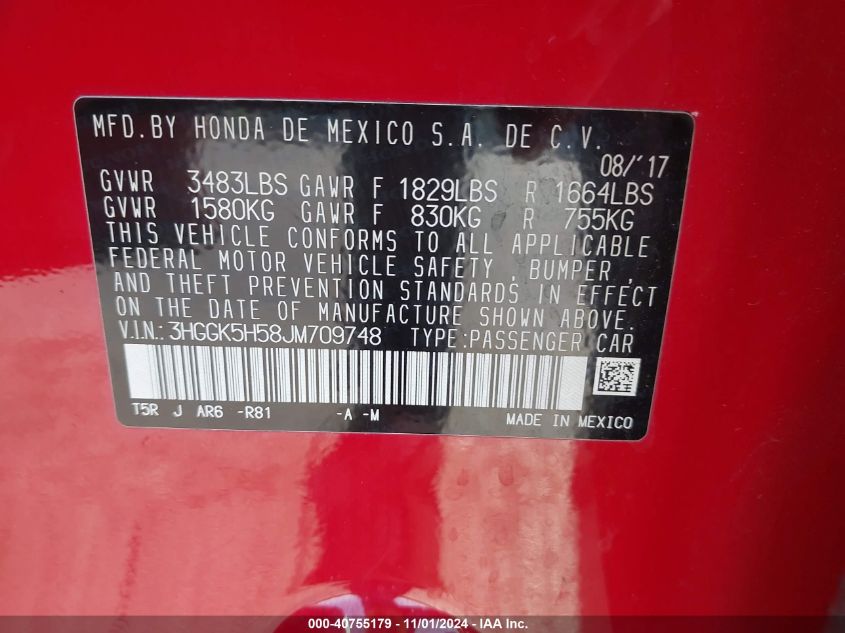 MFD.BY HONDA DE MEXICO S.A. DE C.V.
08/'17
GVWR 3483LBS GAWR F 1829LBS R 1664LBS
GVWR 1580KG GAWR F 830KG R 755KG
THIS VEHICLE CONFORMS TO ALL APPLICABLE
FEDERAL MOTOR VEHICLE SAFETY , BUMPER ,
AND THEFT PREVENTION STANDARDS IN EFFECT
ON THE DATE OF MANUFACTURE SHOWN ABOVE.
V.I.N.: 3HGGK5H58JM709748 TYPE:PASSENGER CAR
T5R J AR6 -R81 -A -M MADE IN MEXICO
000-40755179 - 11/01/2024 - IAA Inc.